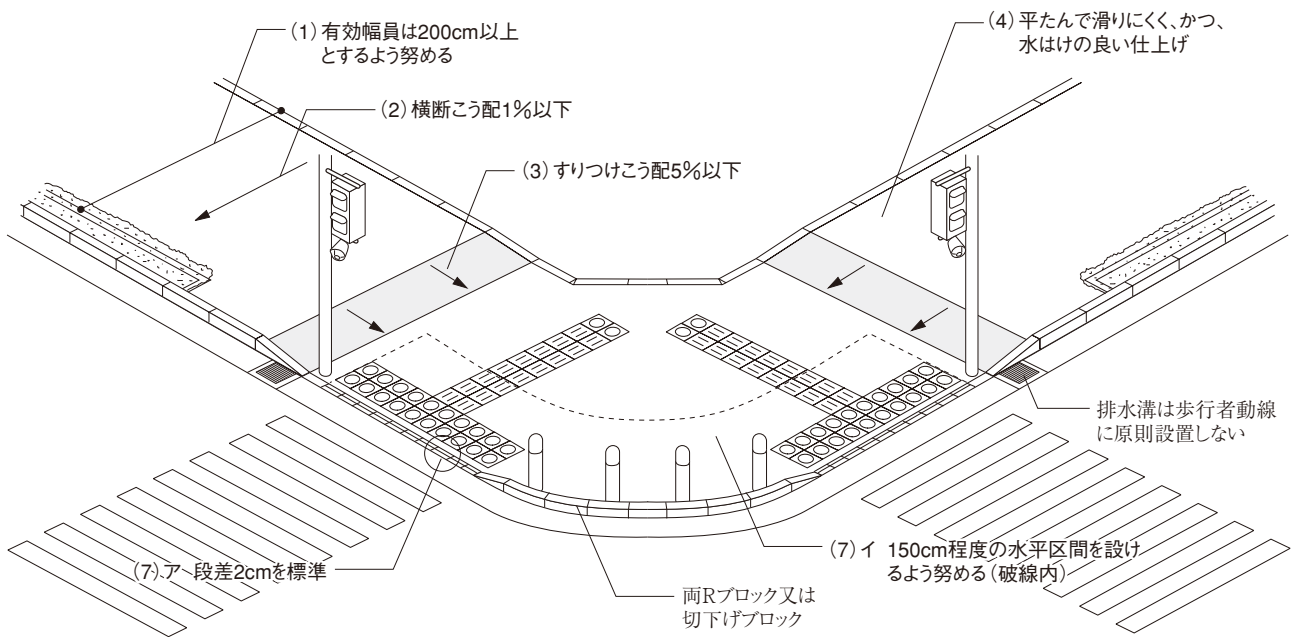 (1)有効幅員は200cm以上
とするよう努める
(4)平たんで滑りにくく、かつ、
水はけの良い仕上げ
(2)横断こう配1%以下
(3)すりつけこう配5%以下
排水溝は歩行者動線
に原則設置しない
(7)イ 150cm程度の水平区間を設け
るよう努める(破線内)
(7)ア 段差2cmを標準
両Rブロック又は
切下げブロック